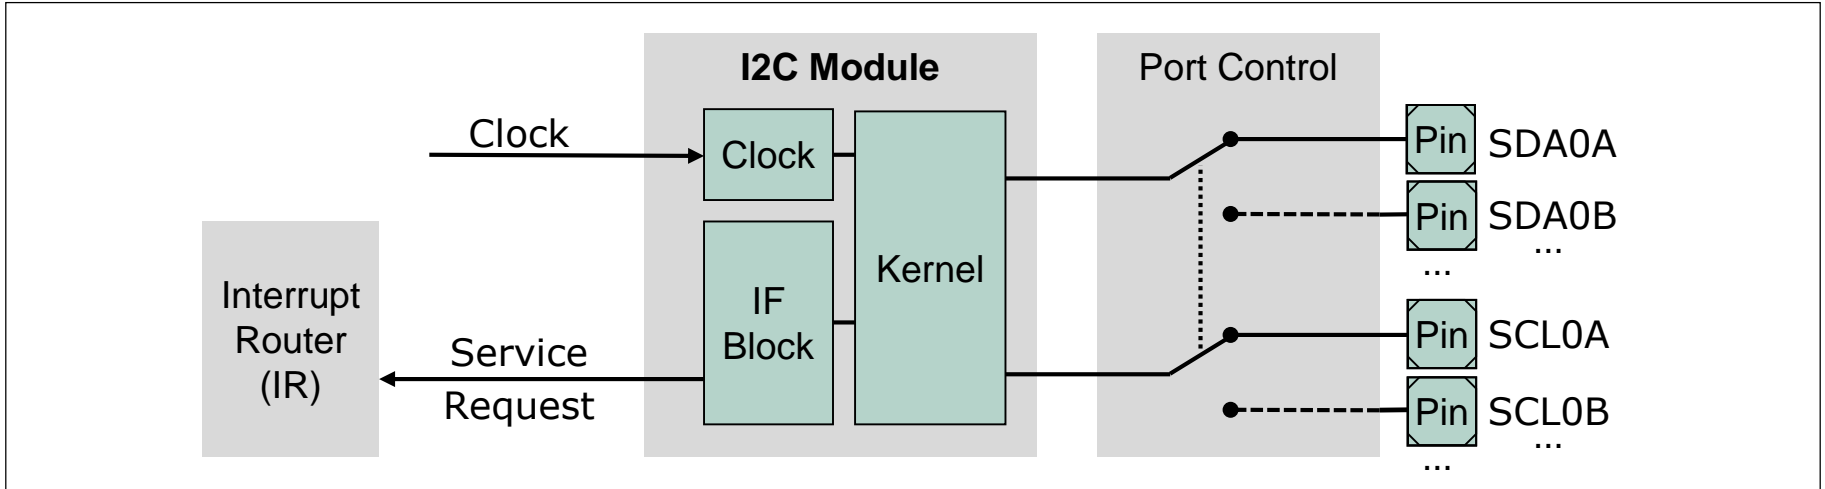 I2C Module
Port Control
Clock
Clock
Kernel
IF
Block
Interrupt
Router
(IR)
Service
Request
Pin SDA0A
Pin SDA0B
...
...
Pin SCL0A
Pin SCL0B
...
...